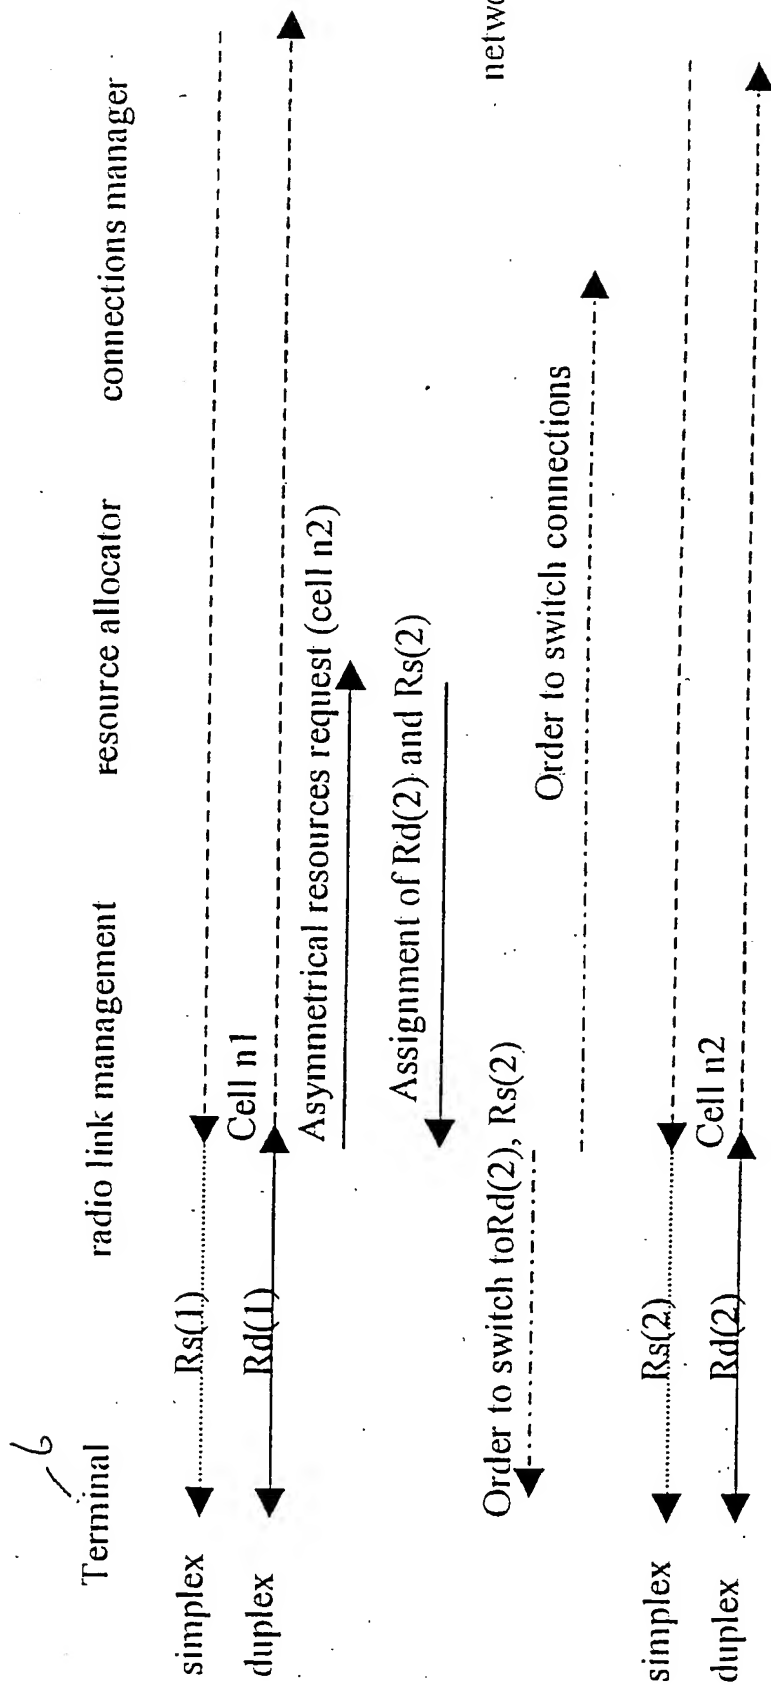 6
Terminal
radio link management
resource allocator
connections manager
simplex
Rs(1)
Cell n1
duplex
Rd(1)
Asymmetrical resources request (cell n2)
Assignment of Rd(2) and Rs(2)
Order to switch toRd(2), Rs(2)
Order to switch connections
simplex
Rs(2)
Cell n2
duplex
Rd(2)